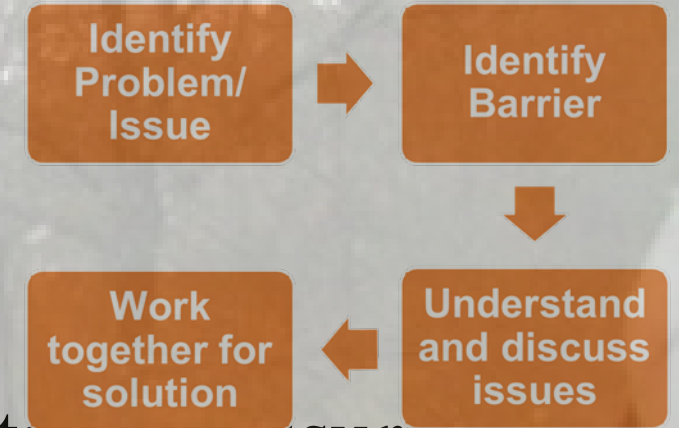 Identify
Problem/
Issue
Identify
Barrier
Understand
and discuss
issues
Work
together for
solution